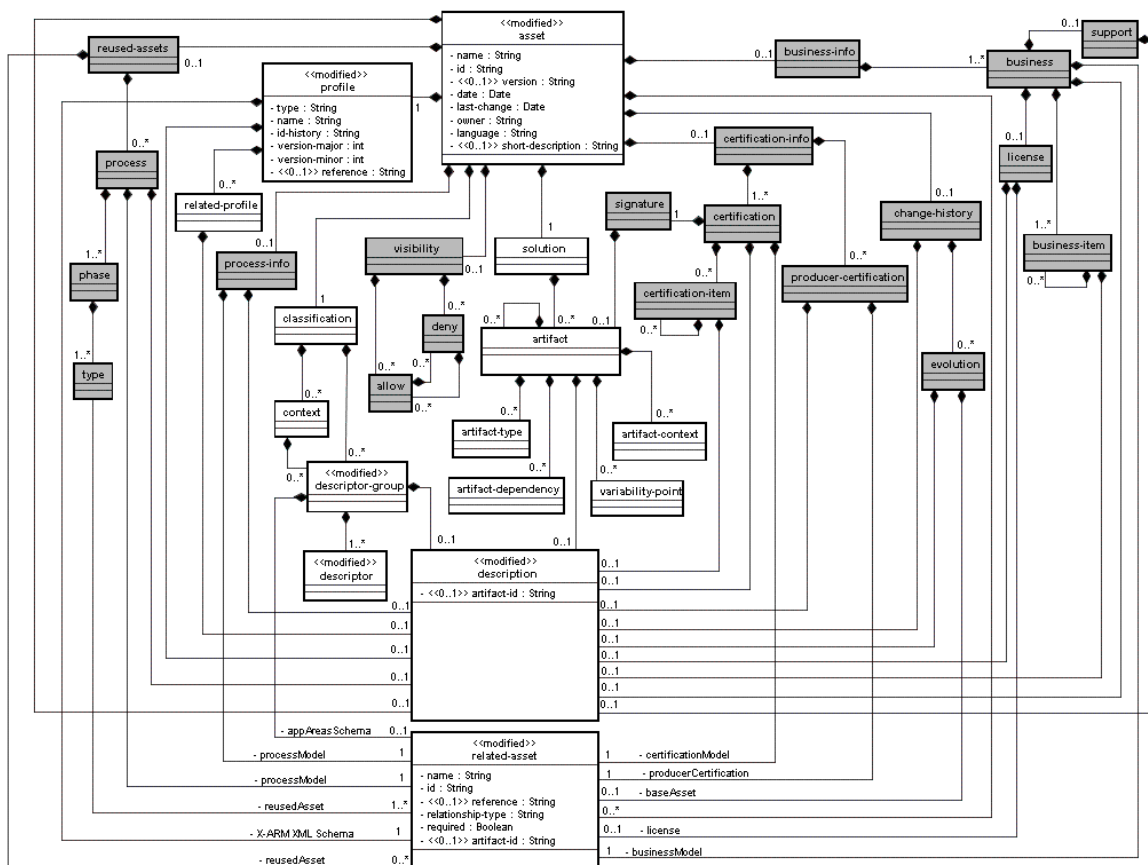 <<modified>>
asset
- name : String
- id : String
- <<0..1>> version : String
- date : Date
- last-change : Date
- owner : String
- language : String
- <<0..1>> short-description : String
reused-assets
0..1
<<modified>>
profile
- type : String
- name : String
- id-history : String
- version-major : int
- version-minor : int
- <<0..1>> reference : String
1
0..1
business-info
1..*
0..1
support
business
0..*
process
0..*
related-profile
0..1
certification-info
0..1
license
1..*
phase
0..1
process-info
visibility
0..1
1
solution
signature
1
1..*
certification
0..1
change-history
1..*
business-item
0..*
0..*
certification-item
0..*
0..*
producer-certification
1
classification
0..*
deny
0..*
0..*
0..1
artifact
1..*
type
0..*
0..*
allow
0..*
0..*
evolution
0..*
context
0..*
artifact-type
0..*
artifact-context
0..*
0..*
<<modified>>
descriptor-group
0..*
artifact-dependency
0..*
variability-point
1..*
<<modified>>
descriptor
0..1
0..1
<<modified>>
description
- <<0..1>> artifact-id : String
0..1
0..1
0..1
0..1
0..1
0..1
0..1
0..1
0..1
0..1
0..1
0..1
0..1
0..1
- appAreasSchema
0..1
- processModel
1
- processModel
1
- reusedAsset
1..*
- X-ARM XML Schema
1
- reusedAsset
0..*
<<modified>>
related-asset
- name : String
- id : String
- <<0..1>> reference : String
- relationship-type : String
- required : Boolean
- <<0..1>> artifact-id : String
1
- certificationModel
1
- producerCertification
0..1
- baseAsset
0..*
0..1
- license
1
- businessModel